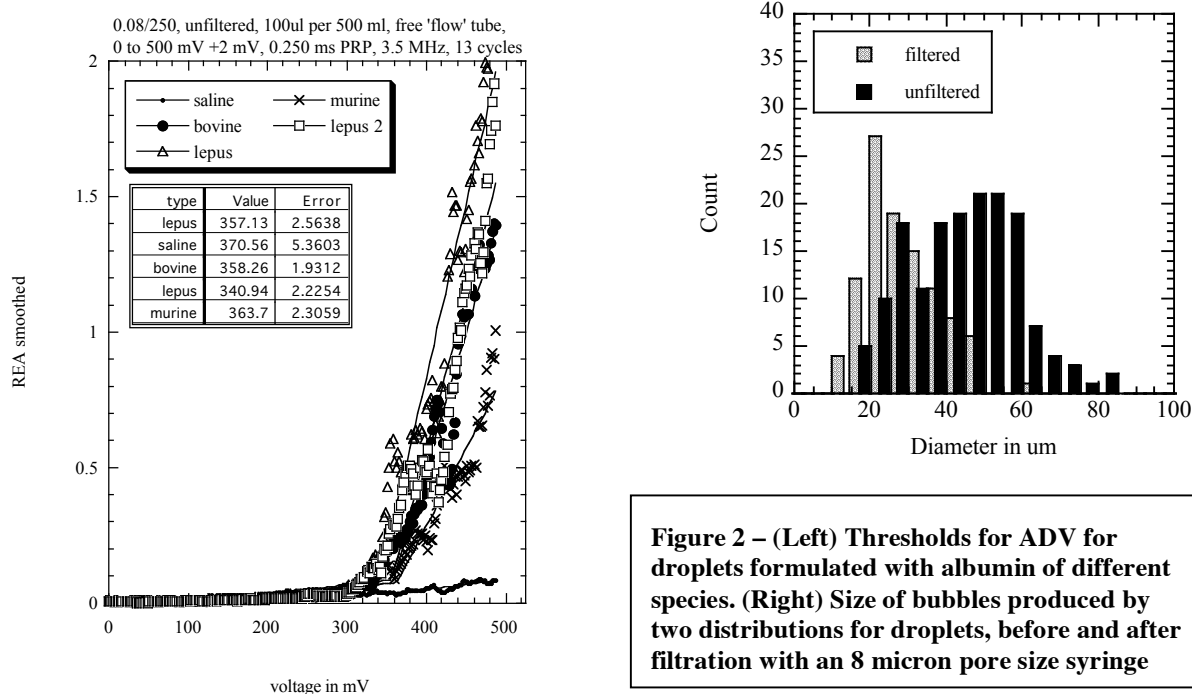 0.08/250, unfiltered, 100ul per 500 ml, free 'flow' tube,
0 to 500 mV +2 mV, 0.250 ms PRP, 3.5 MHz, 13 cycles
2
1.5
1
0.5
0
REA smoothed
saline murine
bovine lepus 2
lepus
type Value Error
lepus 357.13 2.5638
saline 370.56 5.3603
bovine 358.26 1.9312
lepus 340.94 2.2254
murine 363.7 2.3059
0 100 200 300 400 500
voltage in mV
40
35
30
25
20
15
10
5
0
Count
filtered
unfiltered
0 20 40 60 80 100
Diameter in um
Figure 2 – (Left) Thresholds for ADV for
droplets formulated with albumin of different
species. (Right) Size of bubbles produced by
two distributions for droplets, before and after
filtration with an 8 micron pore size syringe